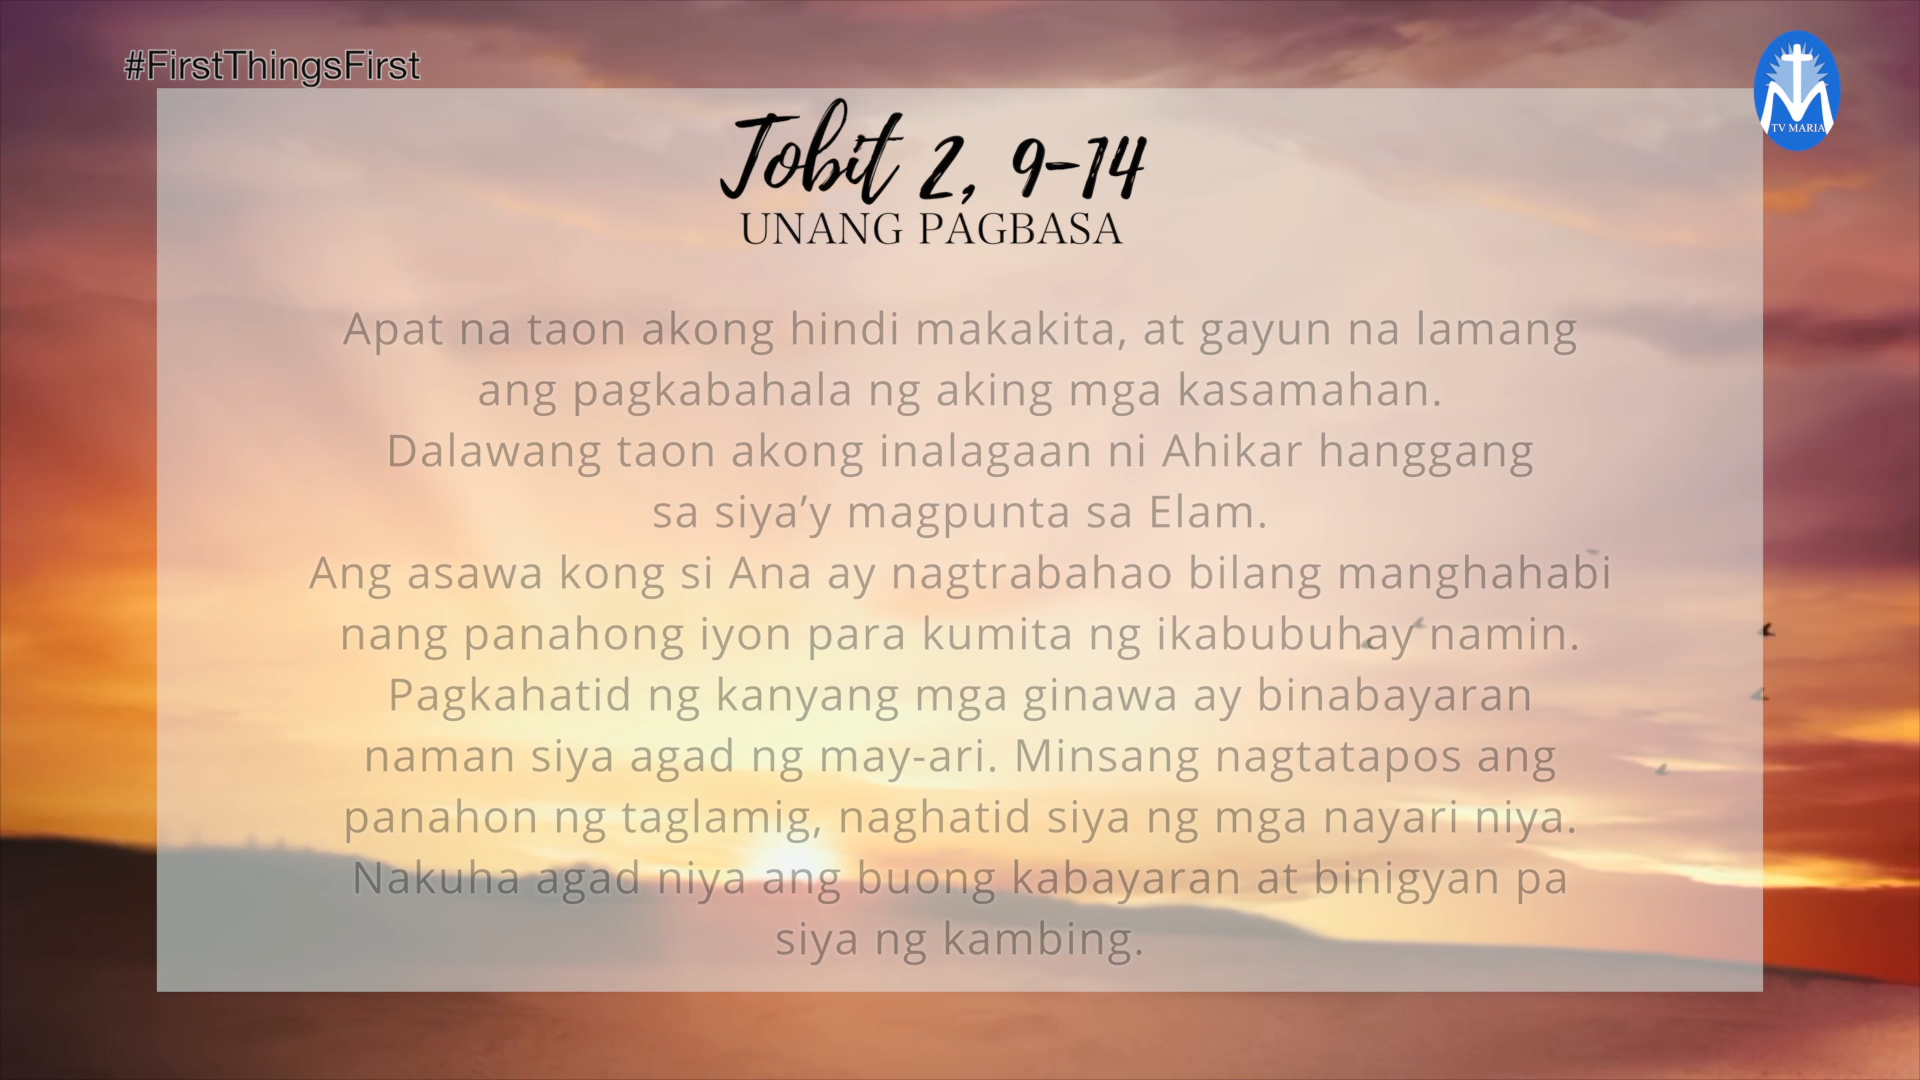 #FirstThingsFirst
TV MARIA
Tobit 2, 9-14
UNANG PAGBASA
Apat na taon akong hindi makakita, at gayun na lamang
ang pagkabahala ng aking mga kasamahan.
Dalawang taon akong inalagaan ni Ahikar hanggang
sa siya’y magpunta sa Elam.
Ang asawa kong si Ana ay nagtrabahao bilang manghahabi
nang panahong iyon para kumita ng ikabubuhay namin.
Pagkahatid ng kanyang mga ginawa ay binabayaran
naman siya agad ng may-ari. Minsang nagtatapos ang
panahon ng taglamig, naghatid siya ng mga nayari niya.
Nakuha agad niya ang buong kabayaran at binigyan pa
siya ng kambing.